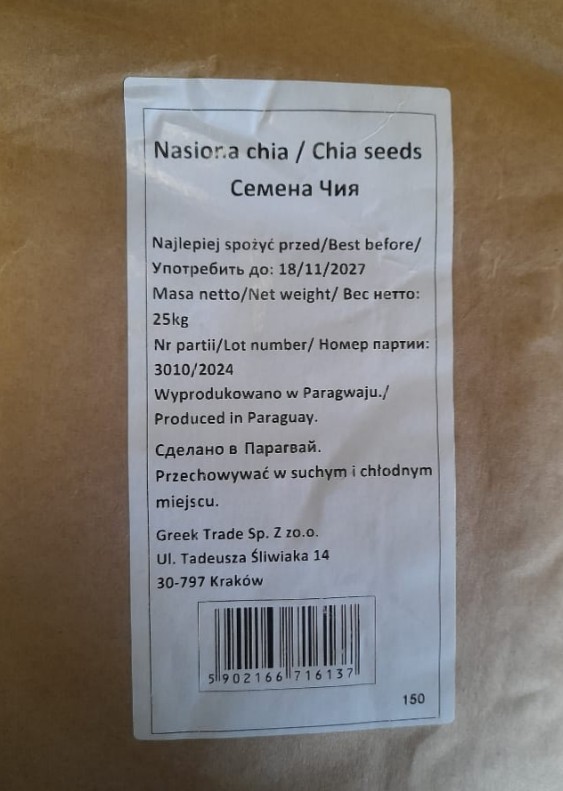 Nasiona chia / Chia seeds
Семена Чия
Najlepiej spożyć przed/Best before/
Употребить до: 18/11/2027
Masa netto/Net weight/ Вес нетто:
25kg
Nr partii/Lot number/ Номер партии:
3010/2024
Wyprodukowano w Paragwaju./
Produced in Paraguay.
Сделано в Парагвай.
Przechowywać w suchym i chłodnym
miejscu.
Greek Trade Sp. Z zo.o.
Ul. Tadeusza Śliwiaka 14
30-797 Kraków
5 902166 716137
150